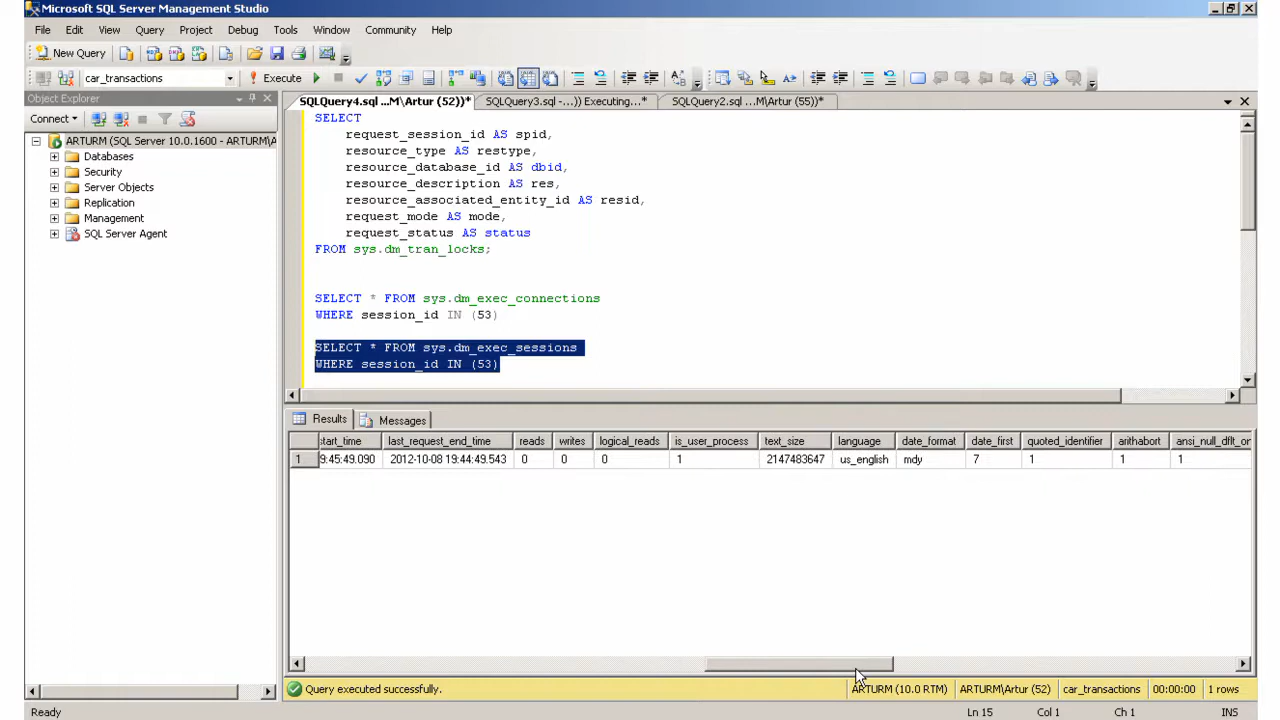 Microsoft SQL Server Management Studio
File Edit View Query Project Debug Tools Window Community Help
New Query
car_transactions Execute
Object Explorer
SQLQuery4.sql ...M\Artur (52))* SQLQuery3.sql -...)) Executing...* SQLQuery2.sql ...M\Artur (55))*
Connect
ARTURM (SQL Server 10.0.1600 - ARTURM\A
Databases
Security
Server Objects
Replication
Management
SQL Server Agent
SELECT
request_session_id AS spid,
resource_type AS restype,
resource_database_id AS dbid,
resource_description AS res,
resource_associated_entity_id AS resid,
request_mode AS mode,
request_status AS status
FROM sys.dm_tran_locks;
SELECT * FROM sys.dm_exec_connections
WHERE session_id IN (53)
SELECT * FROM sys.dm_exec_sessions
WHERE session_id IN (53)
Results Messages
start_time last_request_end_time reads writes logical_reads is_user_process text_size language date_format date_first quoted_identifier arithabort ansi_null_dflt_or
1 9:45:49.090 2012-10-08 19:44:49.543 0 0 0 1 2147483647 us_english mdy 7 1 1 1
Query executed successfully. ARTURM (10.0 RTM) ARTURM\Artur (52) car_transactions 00:00:00 1 rows
Ready Ln 15 Col 1 Ch 1 INS